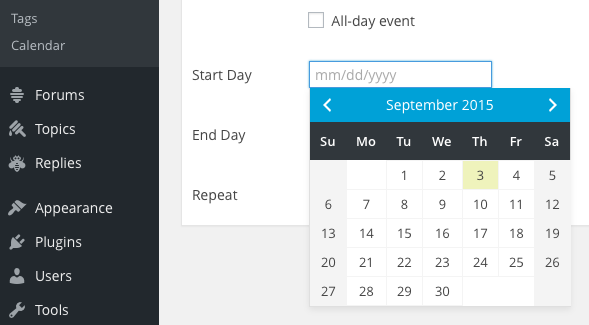 Tags
Calendar
Forums
Topics
Replies
Appearance
Plugins
Users
Tools
All-day event
Start Day
mm/dd/yyyy
September 2015
Su Mo Tu We Th Fr Sa
1 2 3 4 5
6 7 8 9 10 11 12
13 14 15 16 17 18 19
20 21 22 23 24 25 26
27 28 29 30
End Day
Repeat